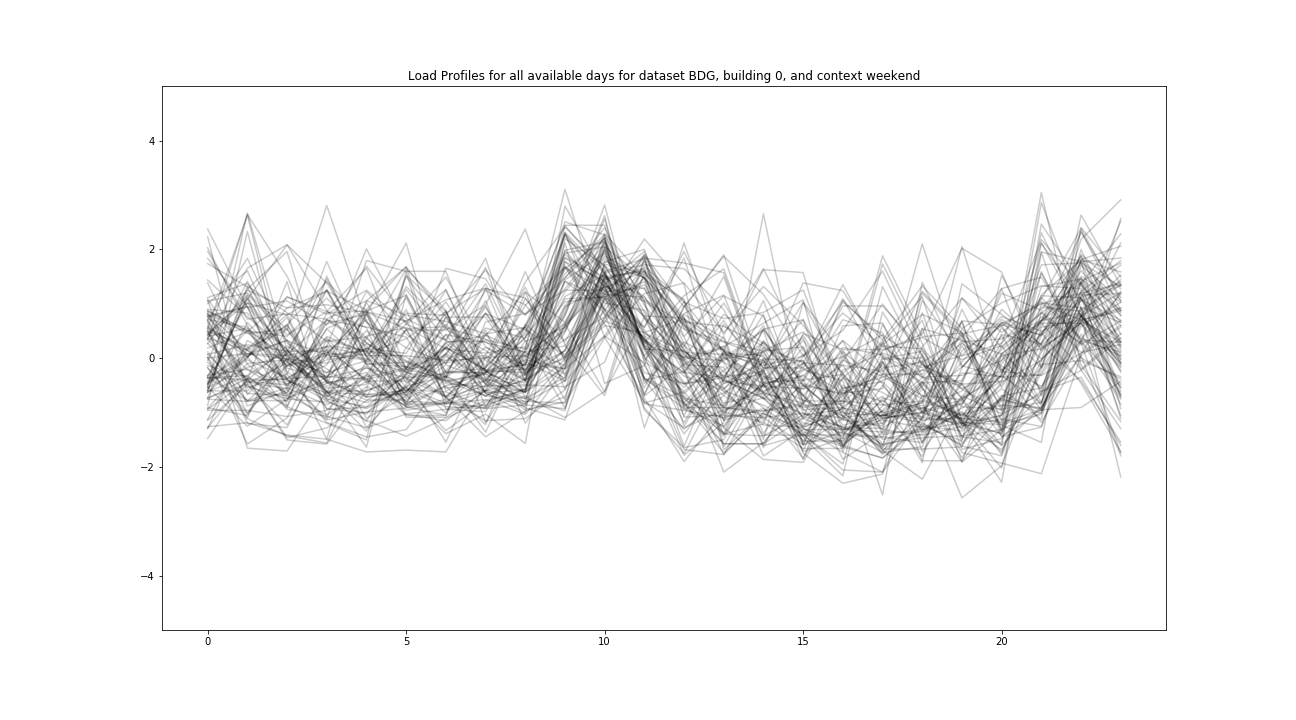 Load Profiles for all available days for dataset BDG, building 0, and context weekend
4
2
0
−2
−4
0 5 10 15 20